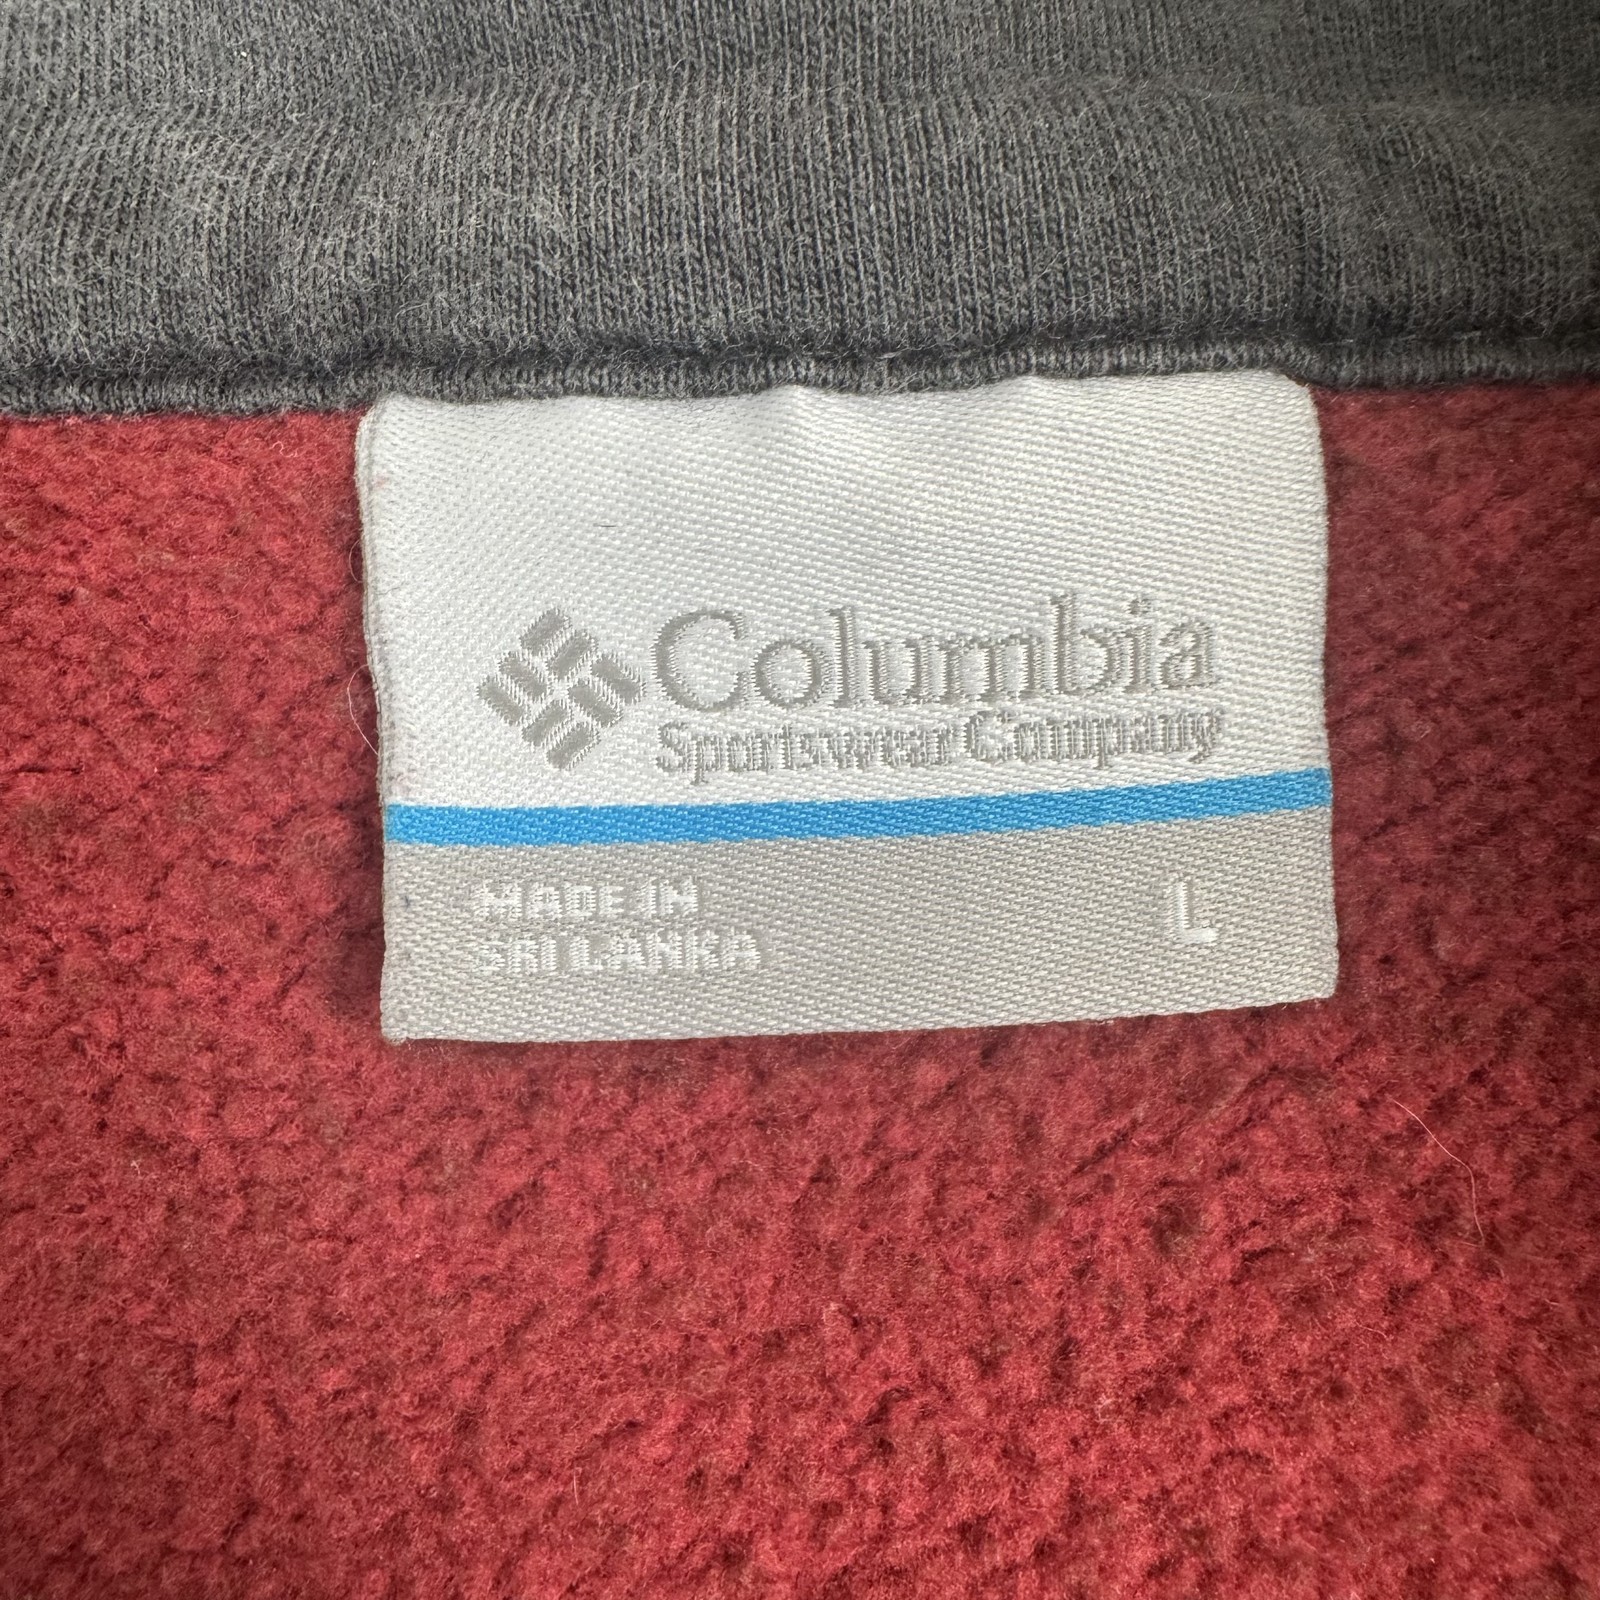 Columbia
Sportswear Company
MADE IN
SRI LANKA
L